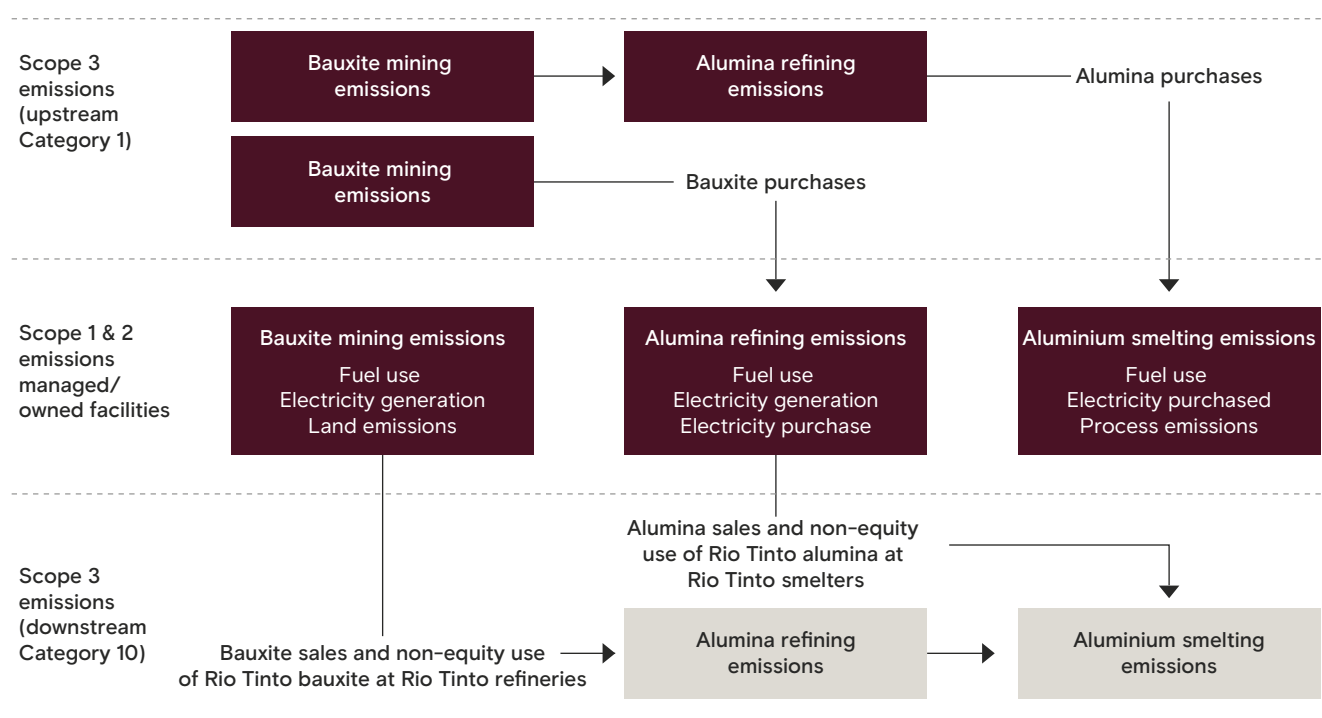 Scope 3
emissions
(upstream
Category 1)
Bauxite mining
emissions
Alumina refining
emissions
Alumina purchases
Bauxite mining
emissions
Bauxite purchases
Scope 1 & 2
emissions
managed/
owned facilities
Bauxite mining emissions
Fuel use
Electricity generation
Land emissions
Alumina refining emissions
Fuel use
Electricity generation
Electricity purchase
Aluminium smelting emissions
Fuel use
Electricity purchased
Process emissions
Scope 3
emissions
(downstream
Category 10)
Alumina sales and non-equity
use of Rio Tinto alumina at
Rio Tinto smelters
Bauxite sales and non-equity use
of Rio Tinto bauxite at Rio Tinto refineries
Alumina refining
emissions
Aluminium smelting
emissions